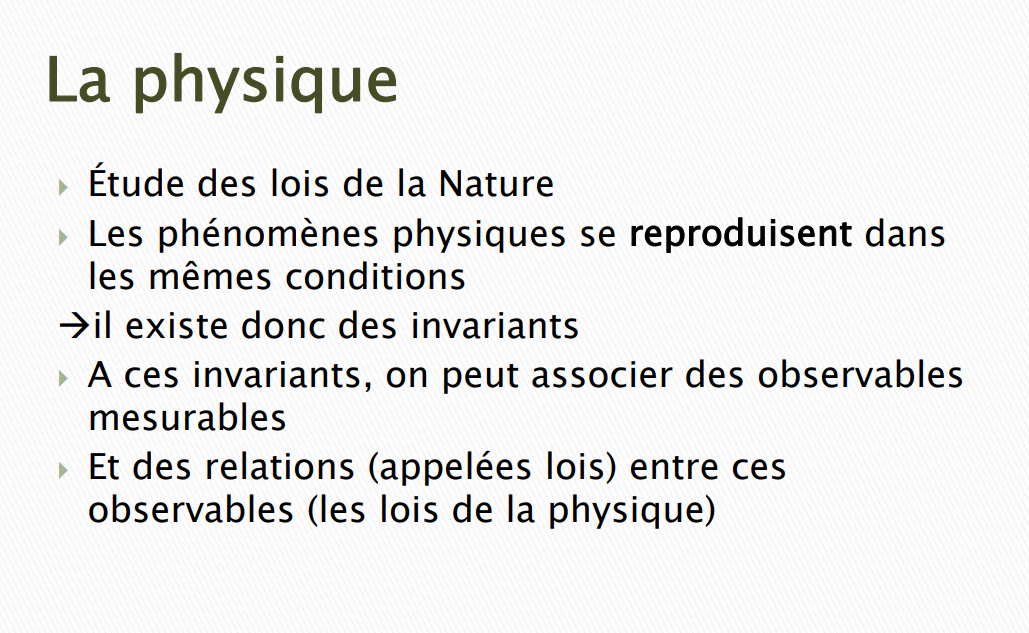 La physique
Étude des lois de la Nature
Les phénomènes physiques se reproduisent dans
les mêmes conditions
→il existe donc des invariants
A ces invariants, on peut associer des observables
mesurables
Et des relations (appelées lois) entre ces
observables (les lois de la physique)